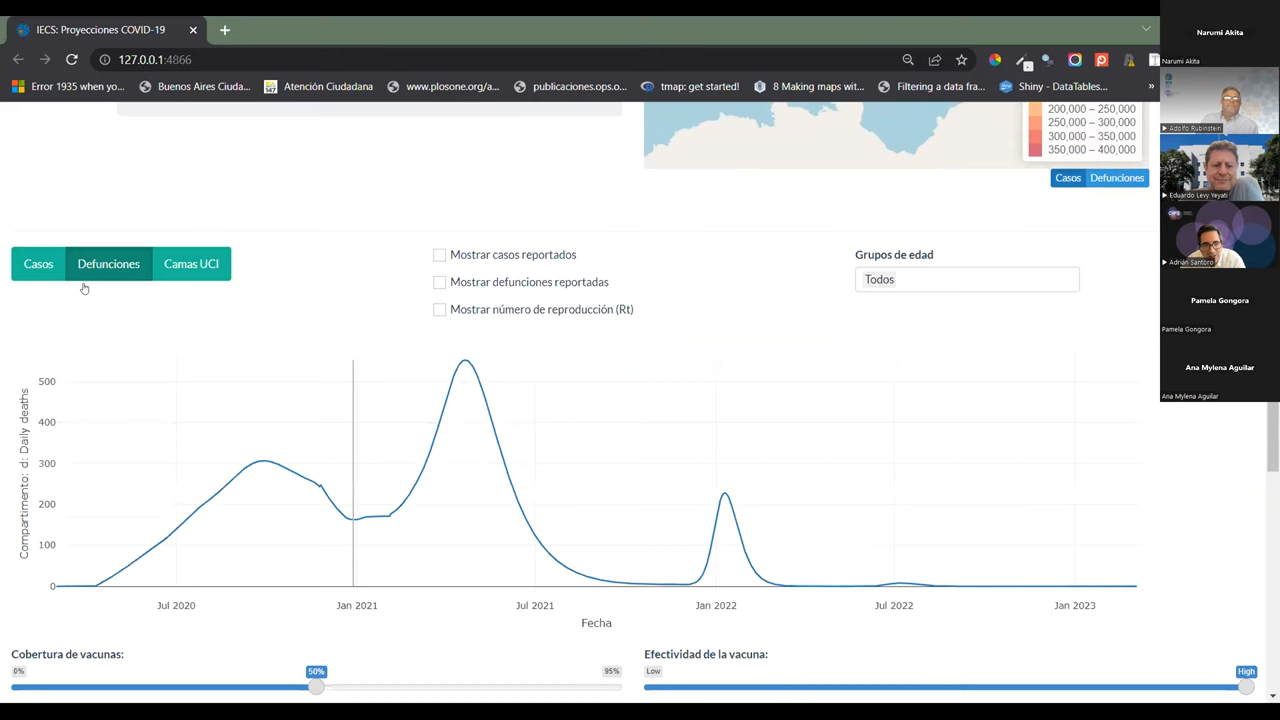 IECS: Proyecciones COVID-19
127.0.0.1:4866
Error 1935 when yo...
Buenos Aires Ciuda...
Atención Ciudadana
www.plosone.org/a...
publicaciones.ops.o...
tmap: get started!
8 Making maps wit...
Filtering a data fra...
Shiny - DataTables...
»
200,000 – 250,000
250,000 – 300,000
300,000 – 350,000
350,000 – 400,000
Casos Defunciones
Casos Defunciones Camas UCI
Mostrar casos reportados
Mostrar defunciones reportadas
Mostrar número de reproducción (Rt)
Grupos de edad
Todos
Compartimento: d: Daily deaths
500
400
300
200
100
0
Jul 2020
Jan 2021
Jul 2021
Jan 2022
Jul 2022
Jan 2023
Fecha
Cobertura de vacunas:
0%
50%
95%
Efectividad de la vacuna:
Low
High
Narumi Akita
Narumi Akita
Adolfo Rubinstein
Eduardo Levy Yeyati
Adrián Santoro
Pamela Gongora
Pamela Gongora
Ana Mylena Aguilar
Ana Mylena Aguilar